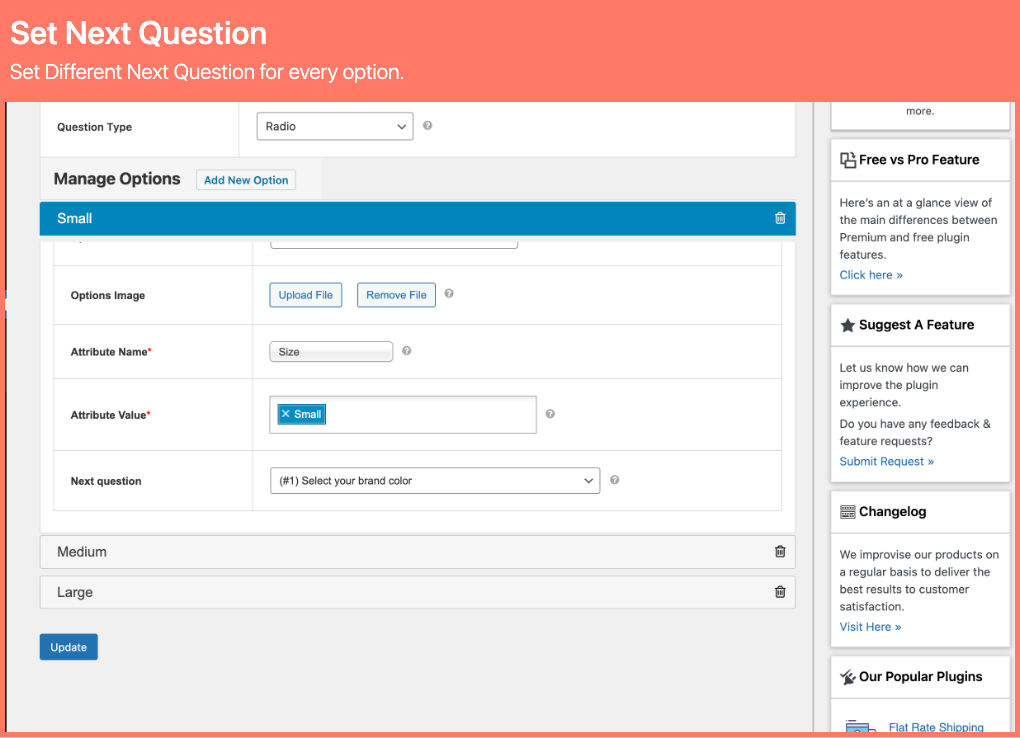 Set Next Question
Set Different Next Question for every option.
Question Type
Radio
Manage Options
Add New Option
Small
Options Image
Upload File
Remove File
Attribute Name*
Size
Attribute Value*
× Small
Next question
(#1) Select your brand color
Medium
Large
Update
more.
Free vs Pro Feature
Here's an at a glance view of
the main differences between
Premium and free plugin
features.
Click here »
Suggest A Feature
Let us know how we can
improve the plugin
experience.
Do you have any feedback &
feature requests?
Submit Request »
Changelog
We improvise our products on
a regular basis to deliver the
best results to customer
satisfaction.
Visit Here »
Our Popular Plugins
Flat Rate Shipping